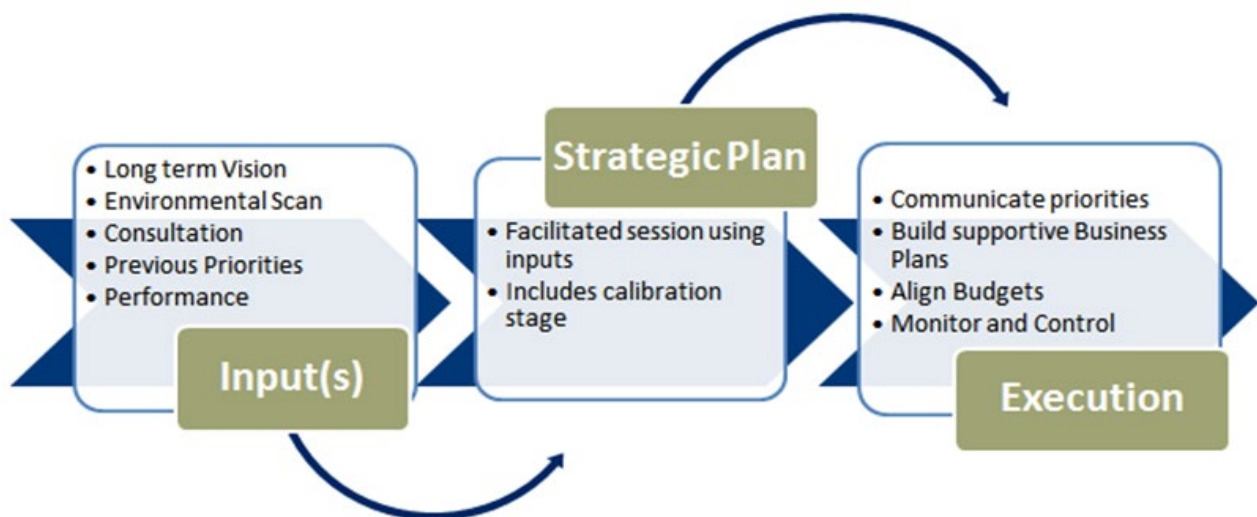 • Long term Vision
• Environmental Scan
• Consultation
• Previous Priorities
• Performance
Input(s)
Strategic Plan
• Facilitated session using
inputs
• Includes calibration
stage
• Communicate priorities
• Build supportive Business
Plans
• Align Budgets
• Monitor and Control
Execution